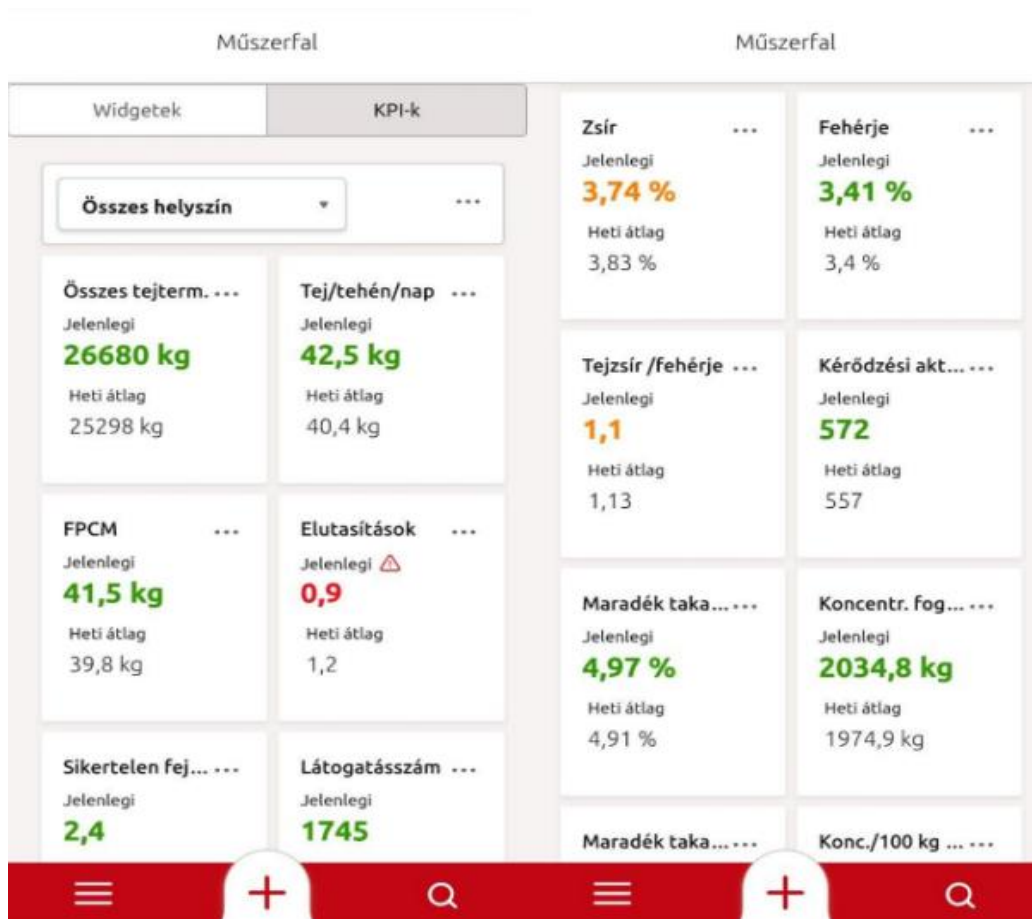 Műszerfal
Widgetek
KPI-k
Összes helyszín
...
Összes tejterm. ...
Jelenlegi
26680 kg
Heti átlag
25298 kg
Tej/tehén/nap ...
Jelenlegi
42,5 kg
Heti átlag
40,4 kg
FPCM ...
Jelenlegi
41,5 kg
Heti átlag
39,8 kg
Elutasítások ...
Jelenlegi
0,9
Heti átlag
1,2
Sikertelen fej... ...
Jelenlegi
2,4
Látogatásszám ...
Jelenlegi
1745
Műszerfal
Zsír ...
Jelenlegi
3,74 %
Heti átlag
3,83 %
Fehérje ...
Jelenlegi
3,41 %
Heti átlag
3,4 %
Tejzsír /fehérje ...
Jelenlegi
1,1
Heti átlag
1,13
Kérődzési akt... ...
Jelenlegi
572
Heti átlag
557
Maradék taka... ...
Jelenlegi
4,97 %
Heti átlag
4,91 %
Koncentr. fog... ...
Jelenlegi
2034,8 kg
Heti átlag
1974,9 kg
Maradék taka... ...
Konc./100 kg ... ...